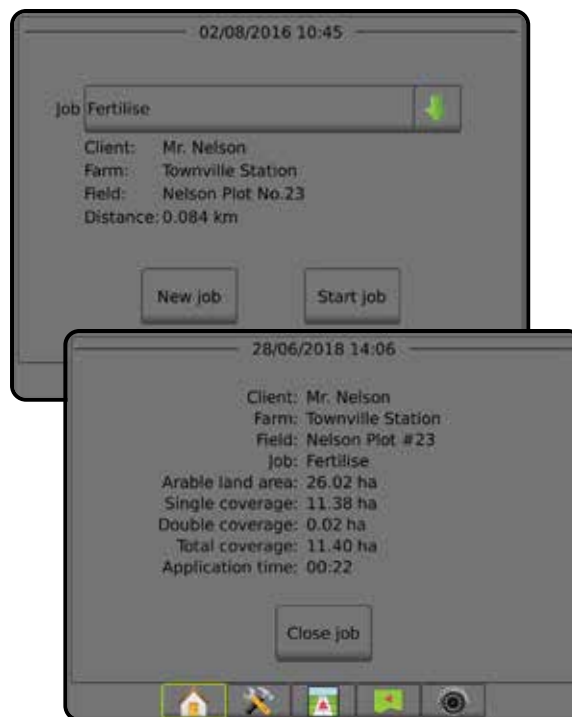 02/08/2016 10:45
Job Fertilise
Client: Mr. Nelson
Farm: Townville Station
Field: Nelson Plot No.23
Distance: 0.084 km
New job Start job
28/06/2018 14:06
Client: Mr. Nelson
Farm: Townville Station
Field: Nelson Plot #23
Job: Fertilise
Arable land area: 26.02 ha
Single coverage: 11.38 ha
Double coverage: 0.02 ha
Total coverage: 11.40 ha
Application time: 00:22
Close job